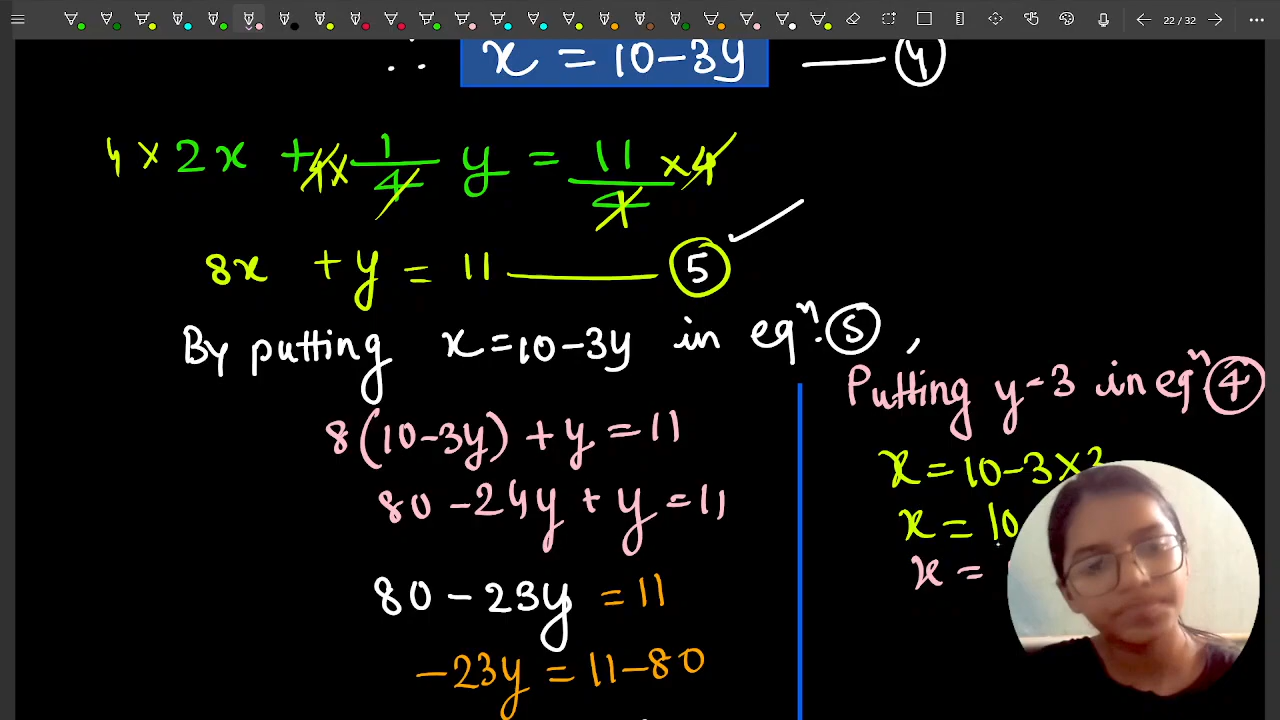 22 / 32
∴ x = 10 - 3y —— ④
4 × 2x + 4 × 1/4 y = 11/4 × 4
8x + y = 11 —— ⑤
By putting x = 10 - 3y in eqⁿ. ⑤,
8(10 - 3y) + y = 11
80 - 24y + y = 11
80 - 23y = 11
-23y = 11 - 80
Putting y = 3 in eqⁿ ④
x = 10 - 3 × 3
x = 10
x =